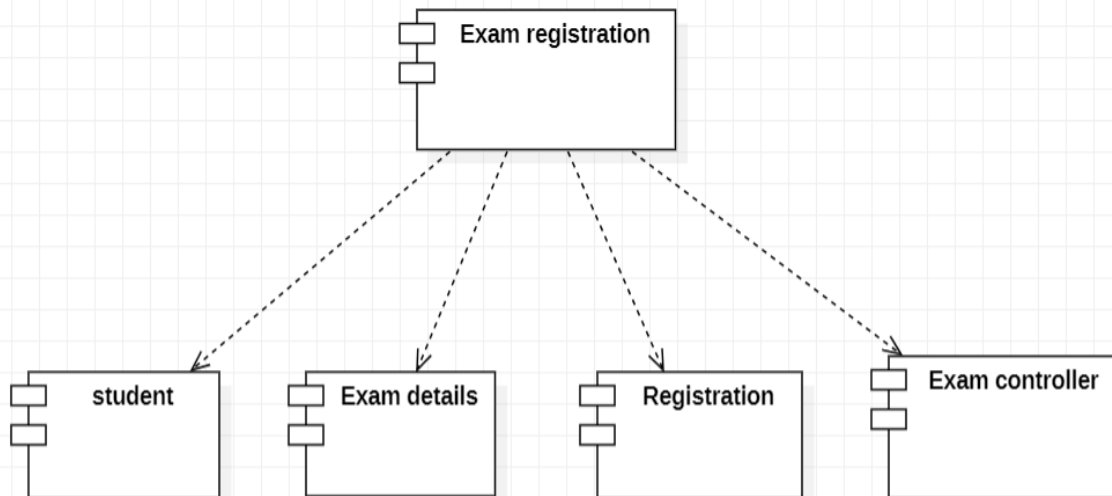 Exam registration
student
Exam details
Registration
Exam controller